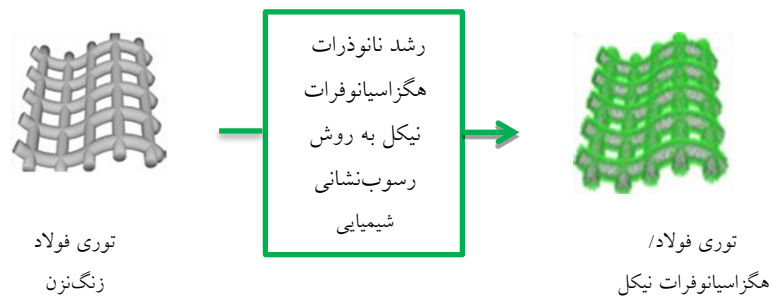 رشد نانوذرات
هگزاسیانوفرات
نیکل به روش
رسوب‌نشانی
شیمیایی
توری فولاد
زنگ‌نزن
توری فولاد/
هگزاسیانوفرات نیکل